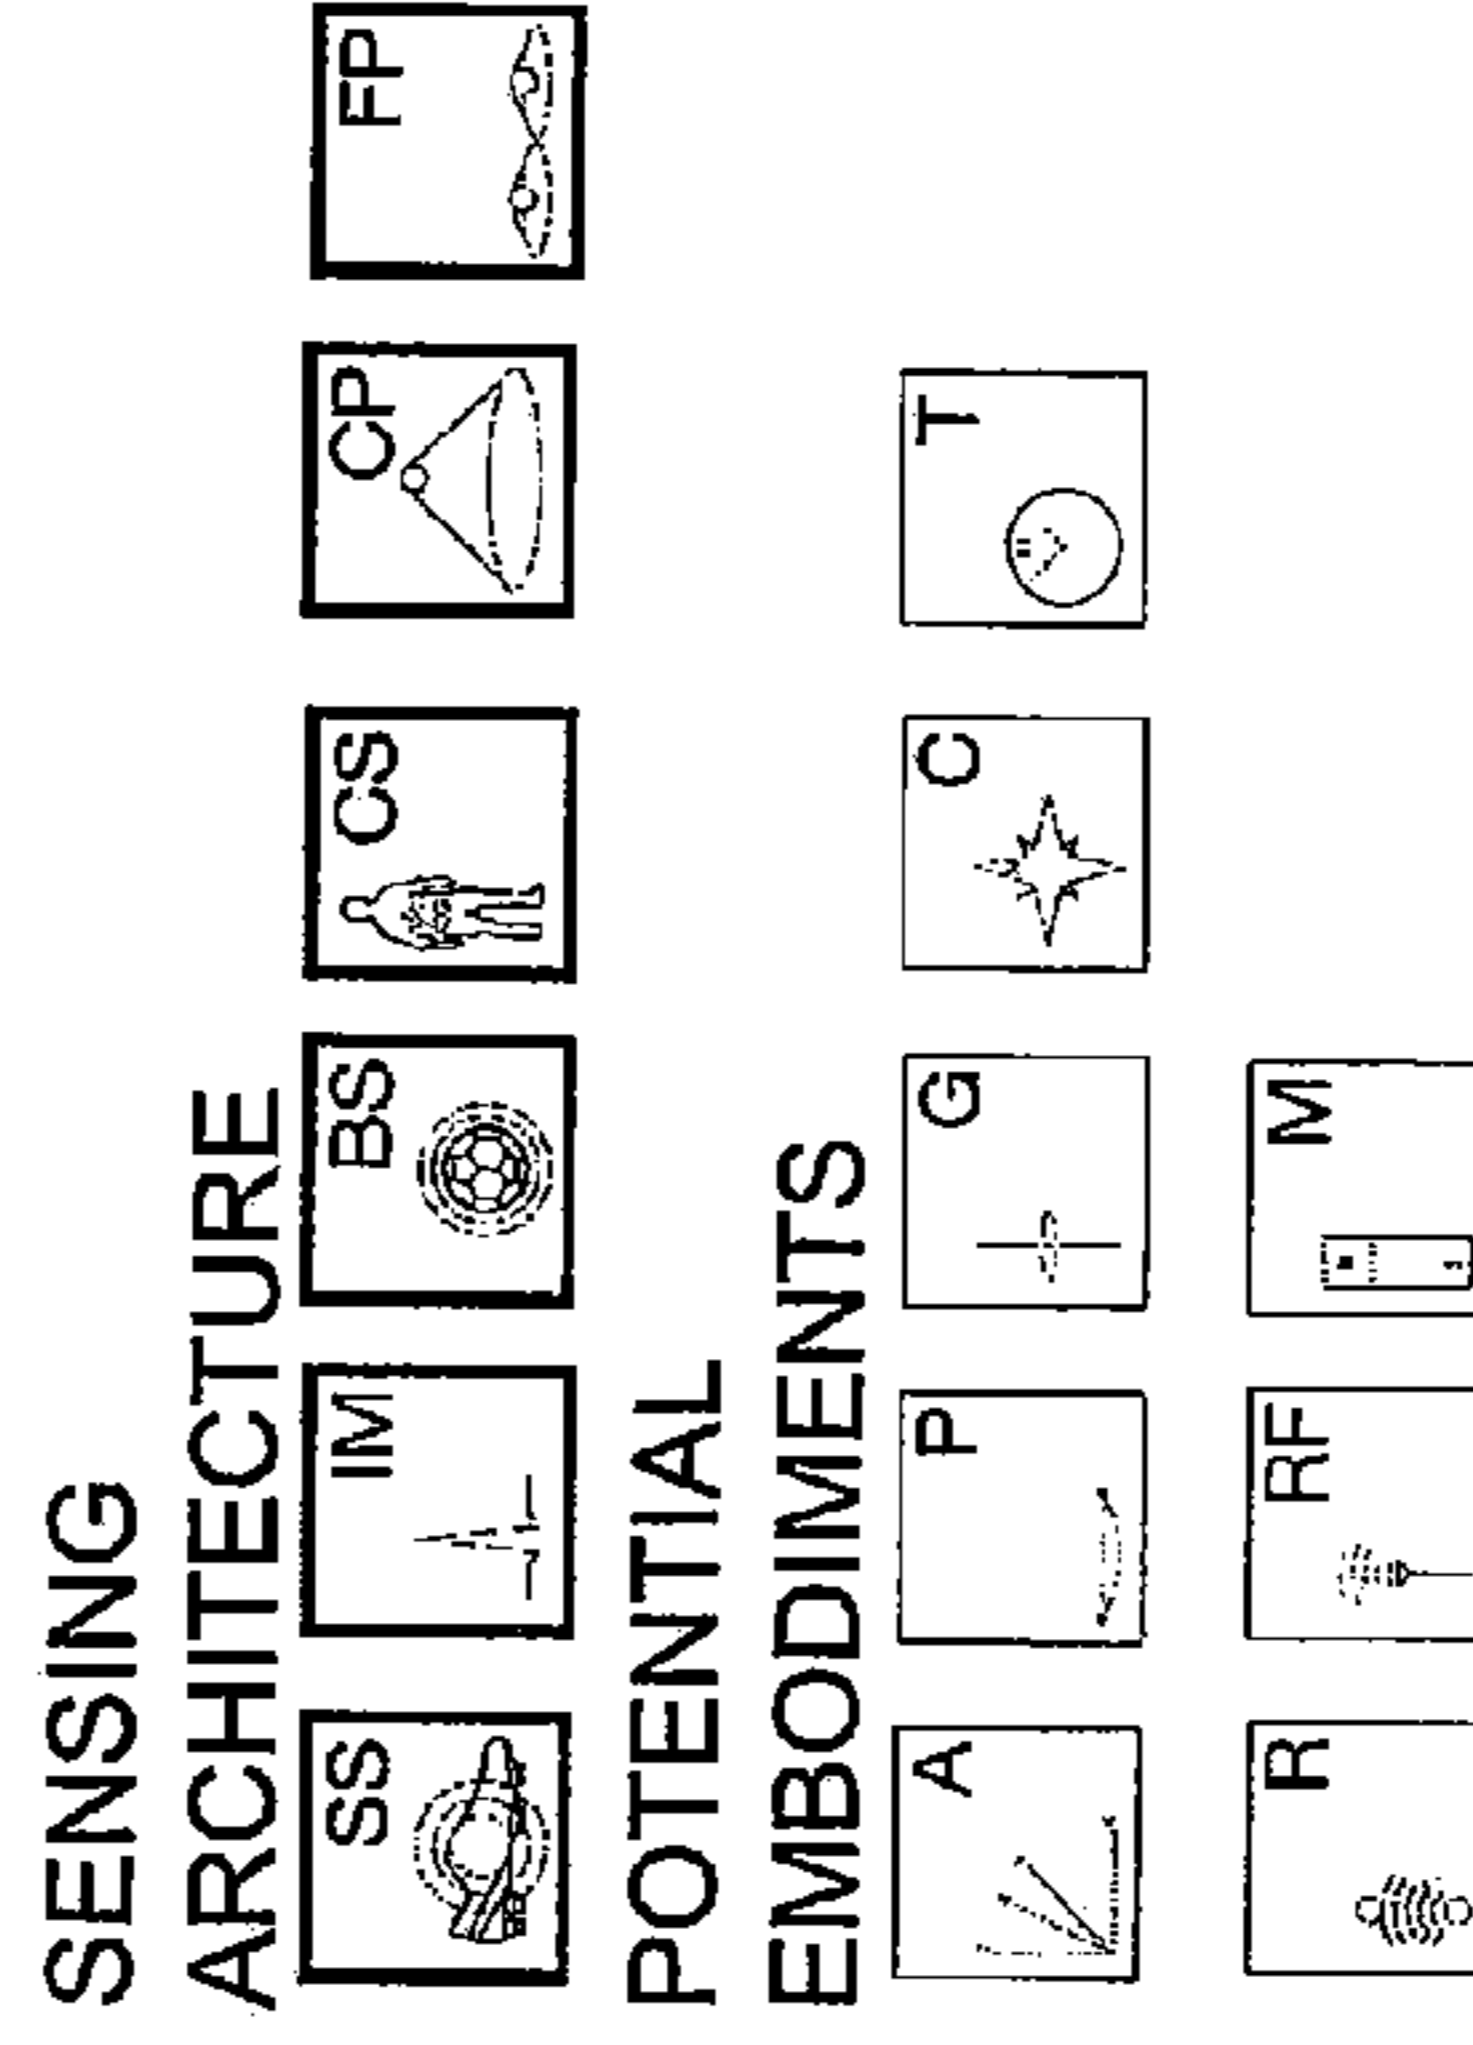 SENSING
ARCHITECTURE
SS IM BS CS CP FP
POTENTIAL
EMBODIMENTS
A P G C T
R RF M